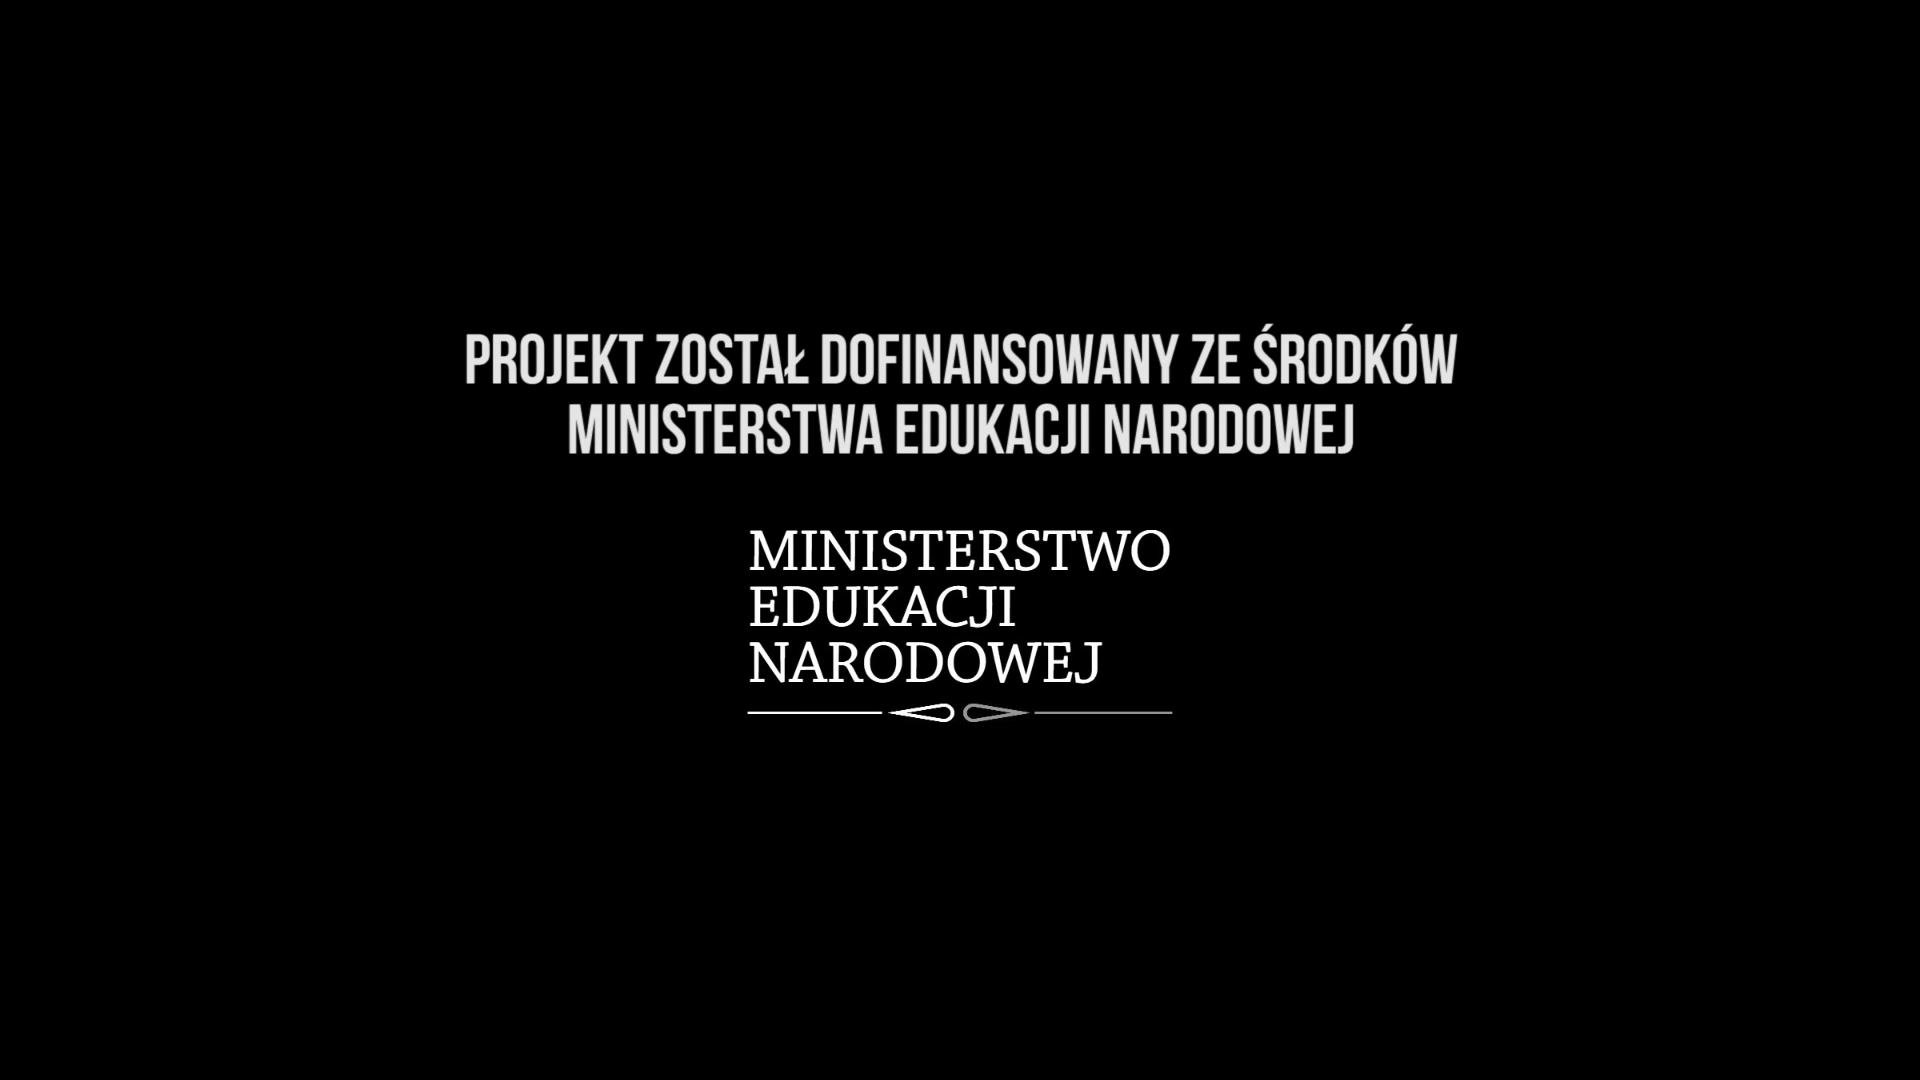 PROJEKT ZOSTAŁ DOFINANSOWANY ZE ŚRODKÓW
MINISTERSTWA EDUKACJI NARODOWEJ
MINISTERSTWO
EDUKACJI
NARODOWEJ